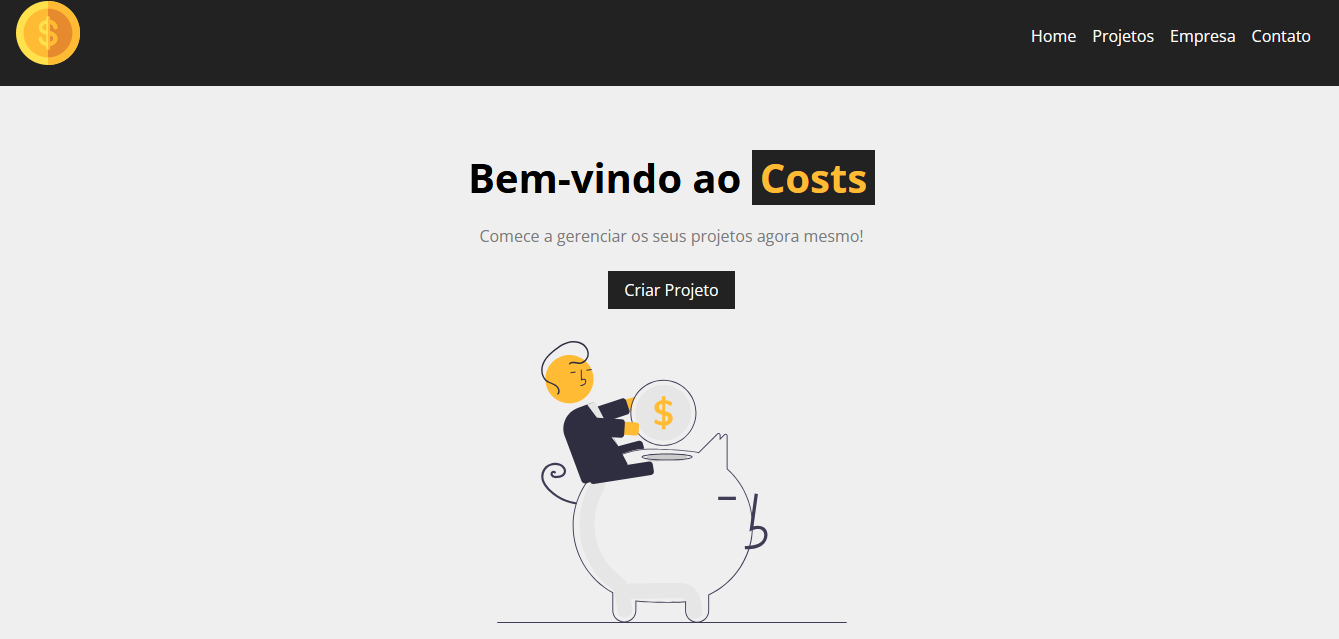 $
Home Projetos Empresa Contato
Bem-vindo ao Costs
Comece a gerenciar os seus projetos agora mesmo!
Criar Projeto
$